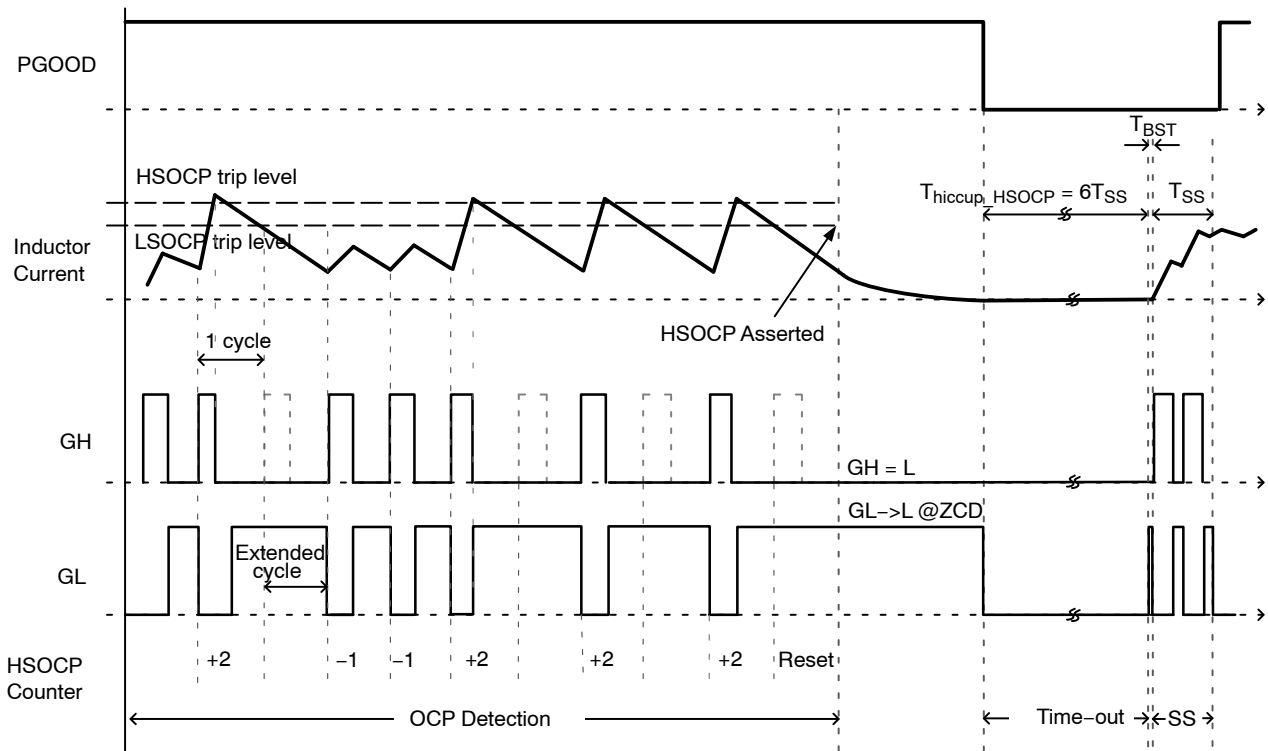 PGOOD
T_BST
HSOCP trip level
T_hiccup_HSOCP = 6T_SS
T_SS
LSOCP trip level
Inductor
Current
HSOCP Asserted
1 cycle
GH
GH = L
GL−>L @ZCD
Extended
cycle
GL
HSOCP
Counter
+2
−1
−1
+2
+2
+2
Reset
OCP Detection
Time−out
SS